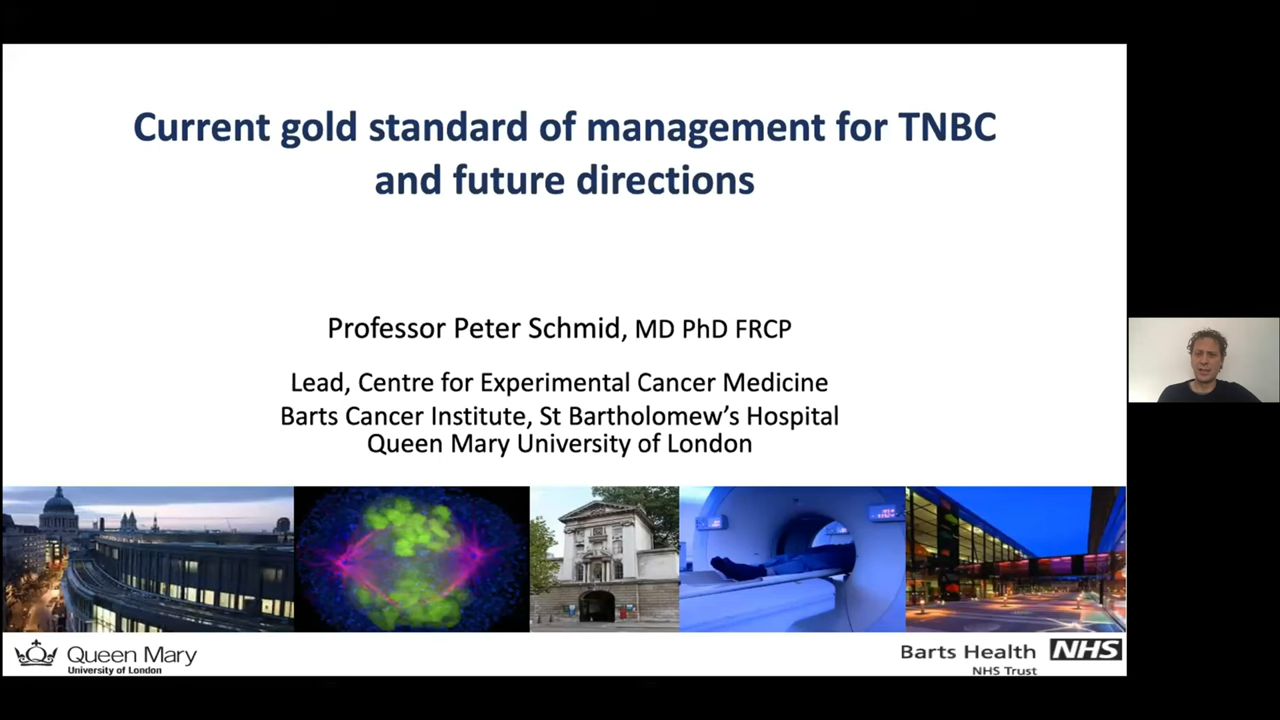 Current gold standard of management for TNBC
and future directions
Professor Peter Schmid, MD PhD FRCP
Lead, Centre for Experimental Cancer Medicine
Barts Cancer Institute, St Bartholomew’s Hospital
Queen Mary University of London
Queen Mary
University of London
Barts Health NHS
NHS Trust